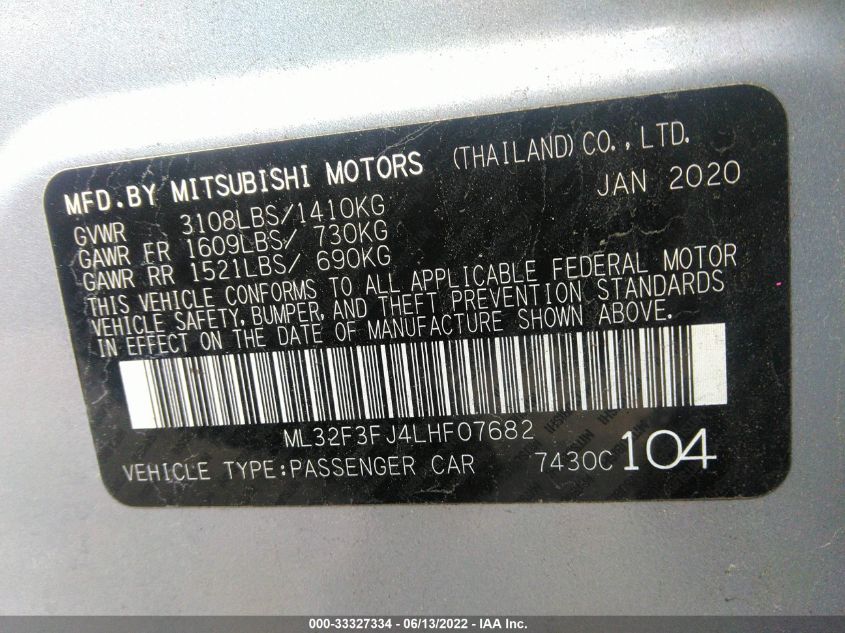 MFD.BY MITSUBISHI MOTORS (THAILAND) CO., LTD.
JAN 2020
GVWR 3108LBS/1410KG
GAWR FR 1609LBS/ 730KG
GAWR RR 1521LBS/ 690KG
THIS VEHICLE CONFORMS TO ALL APPLICABLE FEDERAL MOTOR
VEHICLE SAFETY, BUMPER, AND THEFT PREVENTION STANDARDS
IN EFFECT ON THE DATE OF MANUFACTURE SHOWN ABOVE.
ML32F3FJ4LHF07682
VEHICLE TYPE:PASSENGER CAR 7430C 104
000-33327334 - 06/13/2022 - IAA Inc.